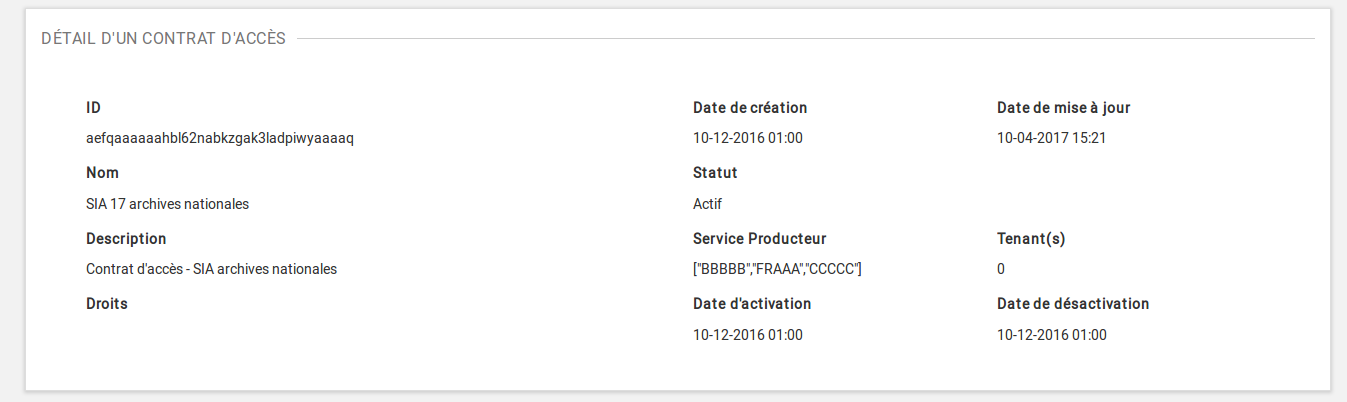 DÉTAIL D'UN CONTRAT D'ACCÈS
ID Date de création Date de mise à jour
aefqaaaaaahbl62nabkzgak3ladpiwyaaaaq 10-12-2016 01:00 10-04-2017 15:21
Nom Statut
SIA 17 archives nationales Actif
Description Service Producteur Tenant(s)
Contrat d'accès - SIA archives nationales ["BBBBB","FRAAA","CCCCC"] 0
Droits Date d'activation Date de désactivation
10-12-2016 01:00 10-12-2016 01:00